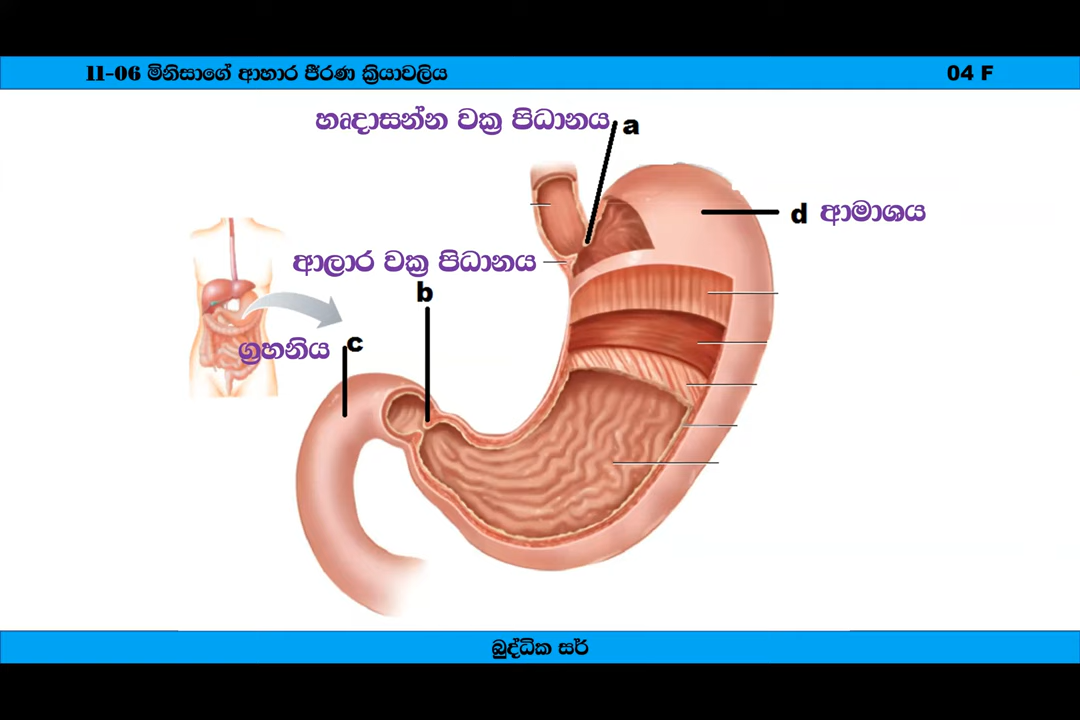 11-06 මිනිසාගේ ආහාර ජීරණ ක්‍රියාවලිය 04 F
හෘදාසන්න වක්‍ර පිධානය a
d ආමාශය
ආලාර වක්‍ර පිධානය
b
ග්‍රහනිය c
බුද්ධික සර්